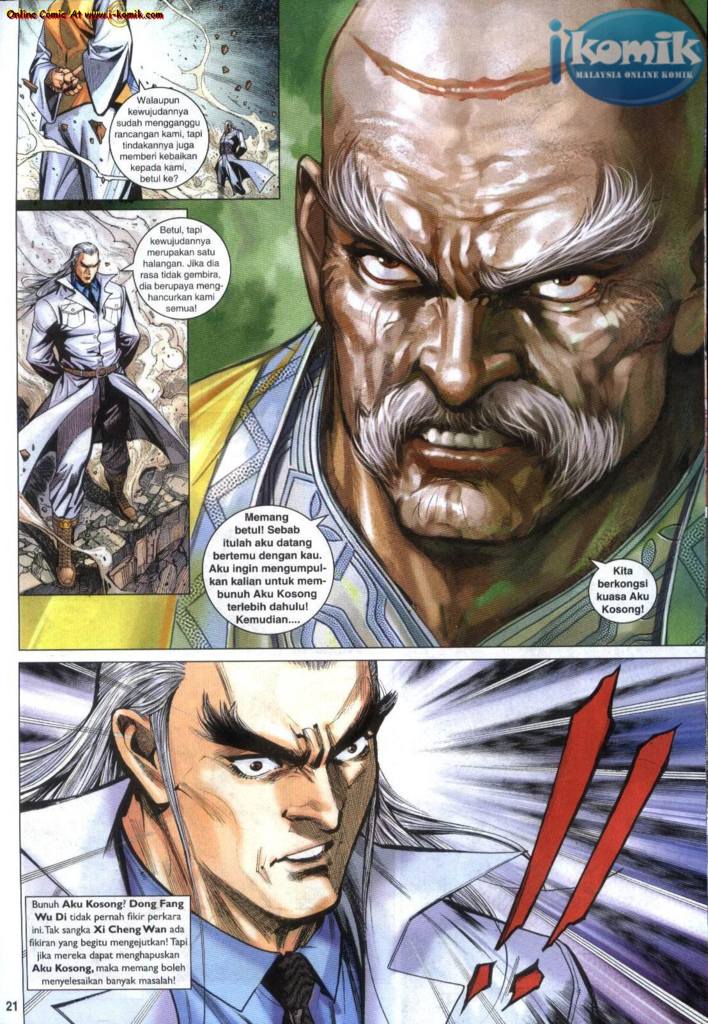 Online Comic At www.i-komik.com
ikomik
MALAYSIA ONLINE KOMIK
Walaupun
kewujudannya
sudah mengganggu
rancangan kami, tapi
tindakannya juga
memberi kebaikan
kepada kami,
betul ke?
Betul, tapi
kewujudannya
merupakan satu
halangan. Jika dia
rasa tidak gembira,
dia berupaya meng-
hancurkan kami
semua!
Memang
betul! Sebab
itulah aku datang
bertemu dengan kau.
Aku ingin mengumpul-
kan kalian untuk mem-
bunuh Aku Kosong
terlebih dahulu!
Kemudian....
Kita
berkongsi
kuasa Aku
Kosong!
Bunuh Aku Kosong? Dong Fang
Wu Di tidak pernah fikir perkara
ini. Tak sangka Xi Cheng Wan ada
fikiran yang begitu mengejutkan! Tapi
jika mereka dapat menghapuskan
Aku Kosong, maka memang boleh
menyelesaikan banyak masalah!
!!
21